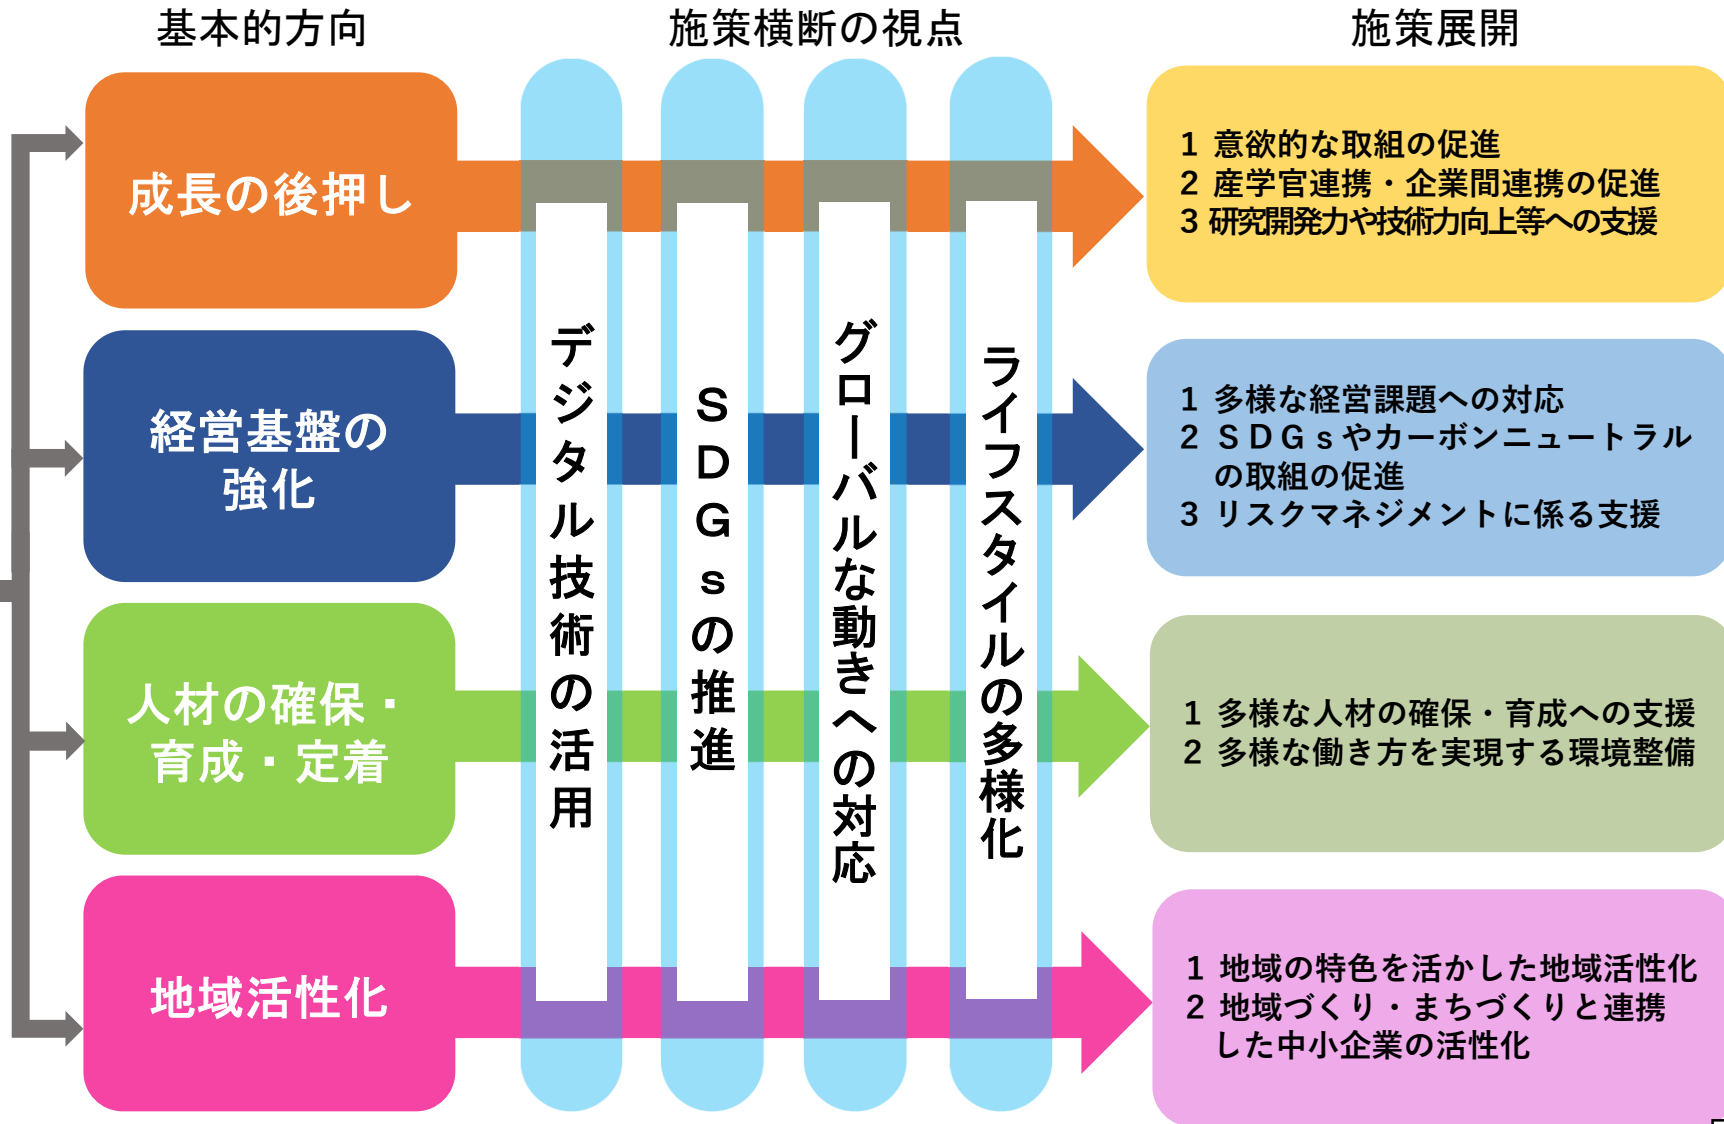 基本的方向
施策横断の視点
施策展開
成長の後押し
経営基盤の
強化
人材の確保・
育成・定着
地域活性化
デジタル技術の活用
ＳＤＧｓの推進
グローバルな動きへの対応
ライフスタイルの多様化
1 意欲的な取組の促進
2 産学官連携・企業間連携の促進
3 研究開発力や技術力向上等への支援
1 多様な経営課題への対応
2 ＳＤＧｓやカーボンニュートラル
の取組の促進
3 リスクマネジメントに係る支援
1 多様な人材の確保・育成への支援
2 多様な働き方を実現する環境整備
1 地域の特色を活かした地域活性化
2 地域づくり・まちづくりと連携
した中小企業の活性化